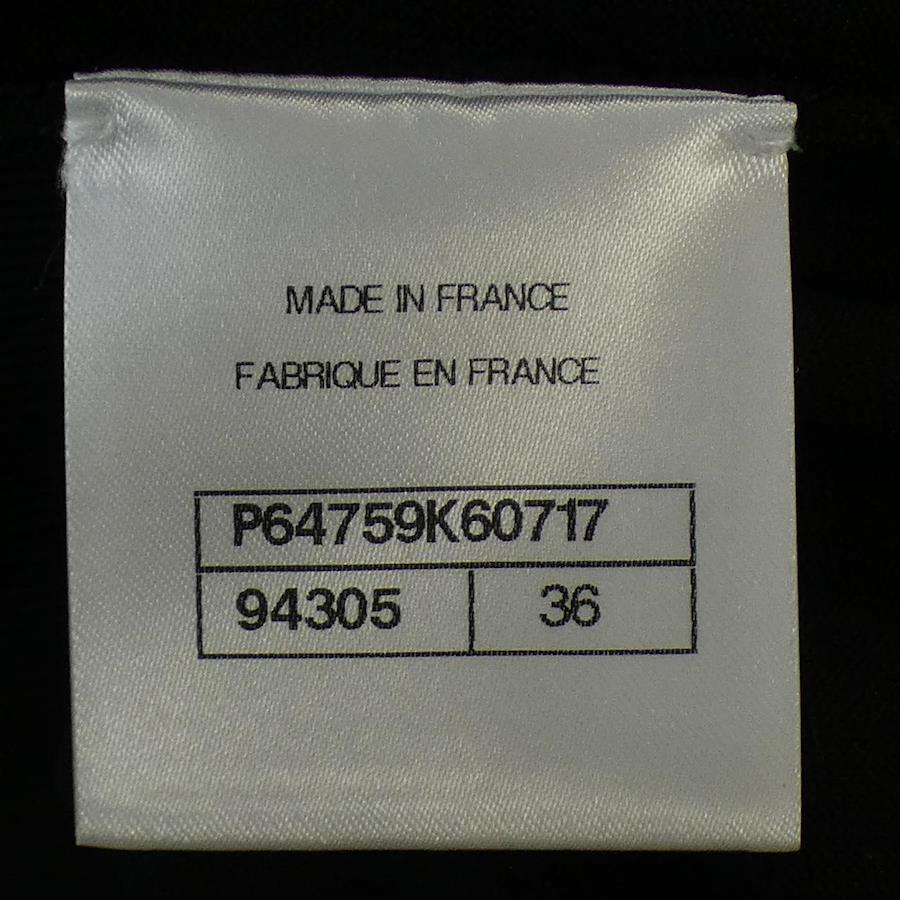 MADE IN FRANCE
FABRIQUE EN FRANCE
P64759K60717
94305 36